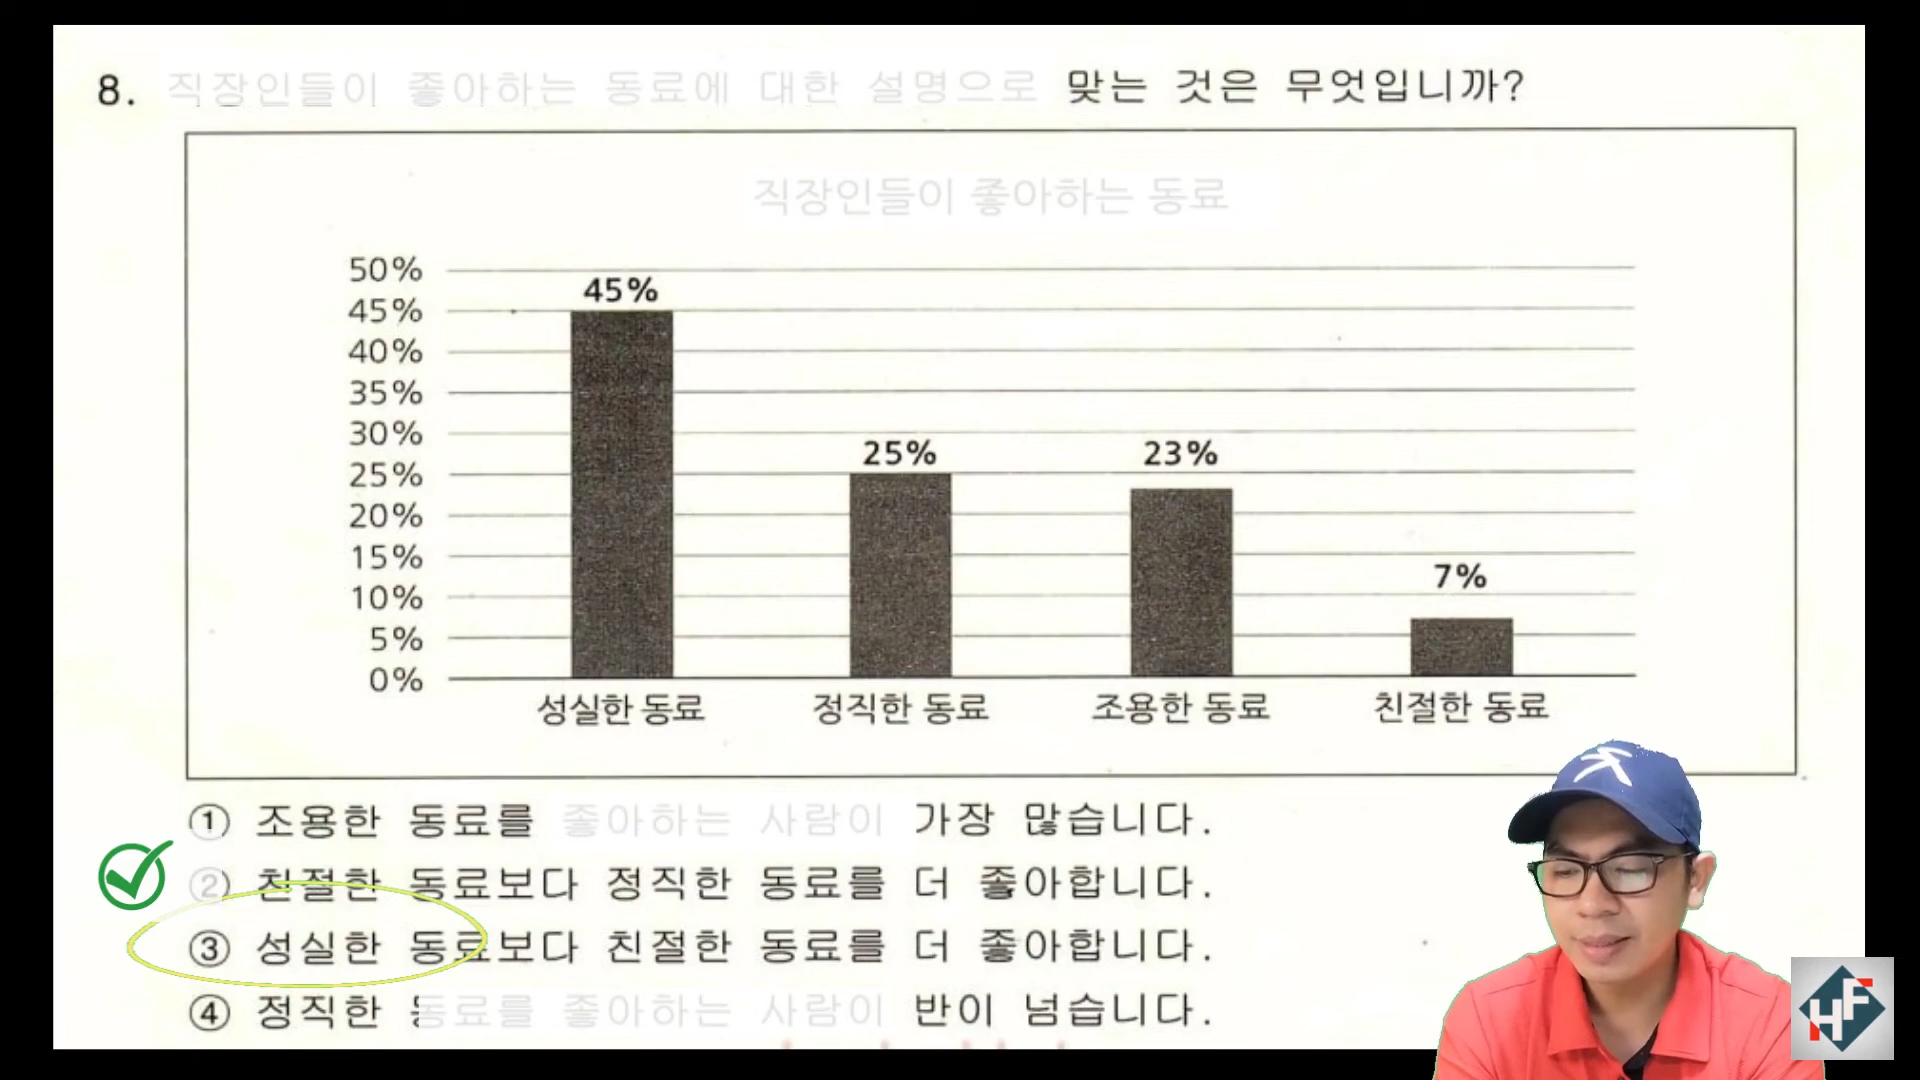 8. 직장인들이 좋아하는 동료에 대한 설명으로 맞는 것은 무엇입니까?
직장인들이 좋아하는 동료
50%
45%
40%
35%
30%
25%
20%
15%
10%
5%
0%
45%
25%
23%
7%
성실한 동료
정직한 동료
조용한 동료
친절한 동료
① 조용한 동료를 좋아하는 사람이 가장 많습니다.
② 친절한 동료보다 정직한 동료를 더 좋아합니다.
③ 성실한 동료보다 친절한 동료를 더 좋아합니다.
④ 정직한 동료를 좋아하는 사람이 반이 넘습니다.
HF